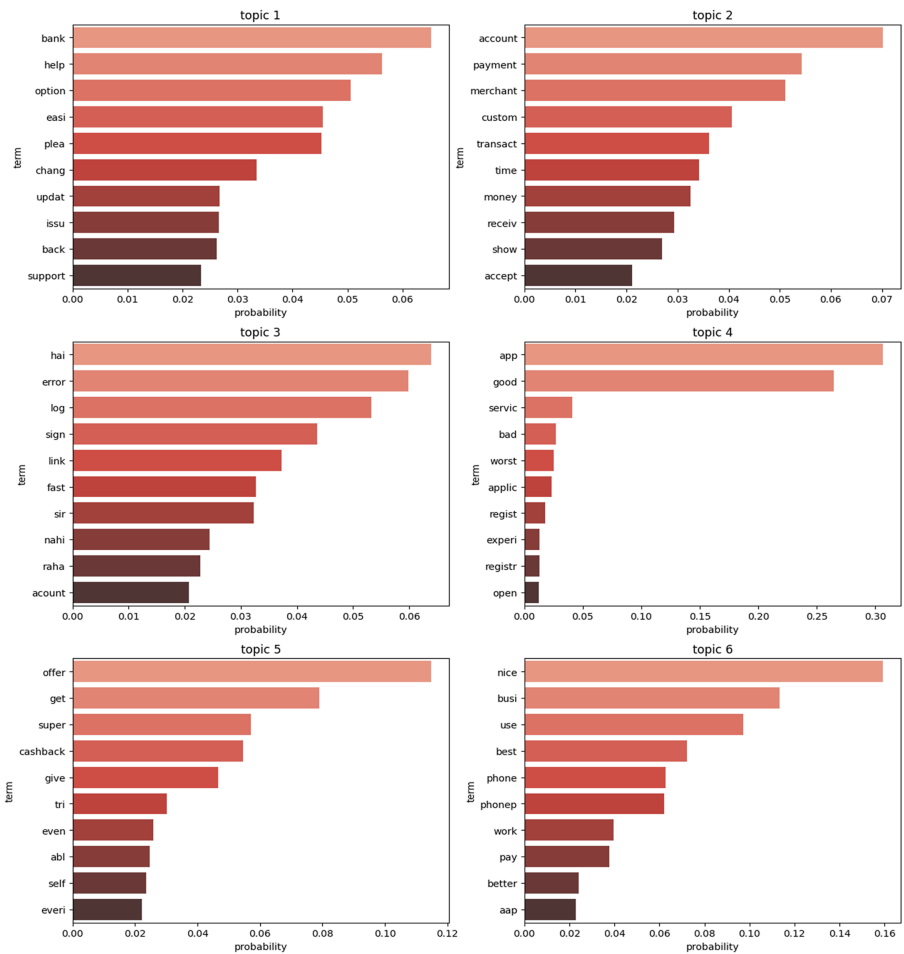 topic 1
bank
help
option
easi
plea
chang
updat
issu
back
support
term
0.00 0.01 0.02 0.03 0.04 0.05 0.06
probability
topic 2
account
payment
merchant
custom
transact
time
money
receiv
show
accept
term
0.00 0.01 0.02 0.03 0.04 0.05 0.06 0.07
probability
topic 3
hai
error
log
sign
link
fast
sir
nahi
raha
acount
term
0.00 0.01 0.02 0.03 0.04 0.05 0.06
probability
topic 4
app
good
servic
bad
worst
applic
regist
experi
registr
open
term
0.00 0.05 0.10 0.15 0.20 0.25 0.30
probability
topic 5
offer
get
super
cashback
give
tri
even
abl
self
everi
term
0.00 0.02 0.04 0.06 0.08 0.10 0.12
probability
topic 6
nice
busi
use
best
phone
phonep
work
pay
better
aap
term
0.00 0.02 0.04 0.06 0.08 0.10 0.12 0.14 0.16
probability